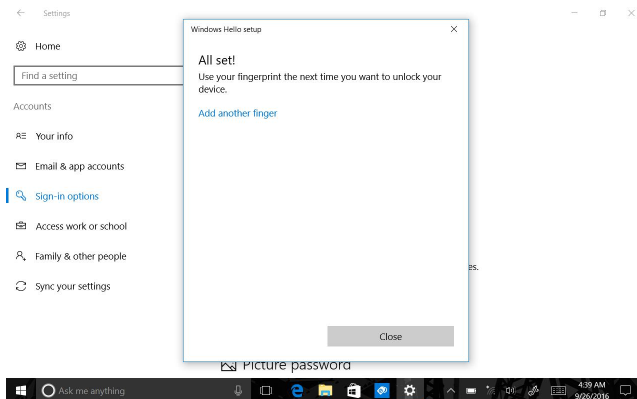 Settings
Home
Find a setting
Accounts
Your info
Email & app accounts
Sign-in options
Access work or school
Family & other people
Sync your settings
Windows Hello setup
All set!
Use your fingerprint the next time you want to unlock your
device.
Add another finger
Close
es.
Picture password
Ask me anything
4:39 AM
9/26/2016